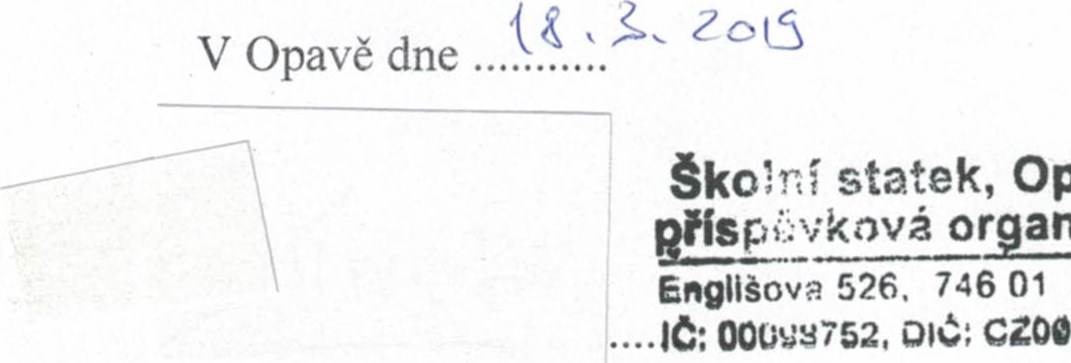 V Opavě dne ........... 18.3.2019
Školní statek, Op
příspěvková organ
Englišova 526, 746 01
....IČ: 00098752, DIČ: CZ00